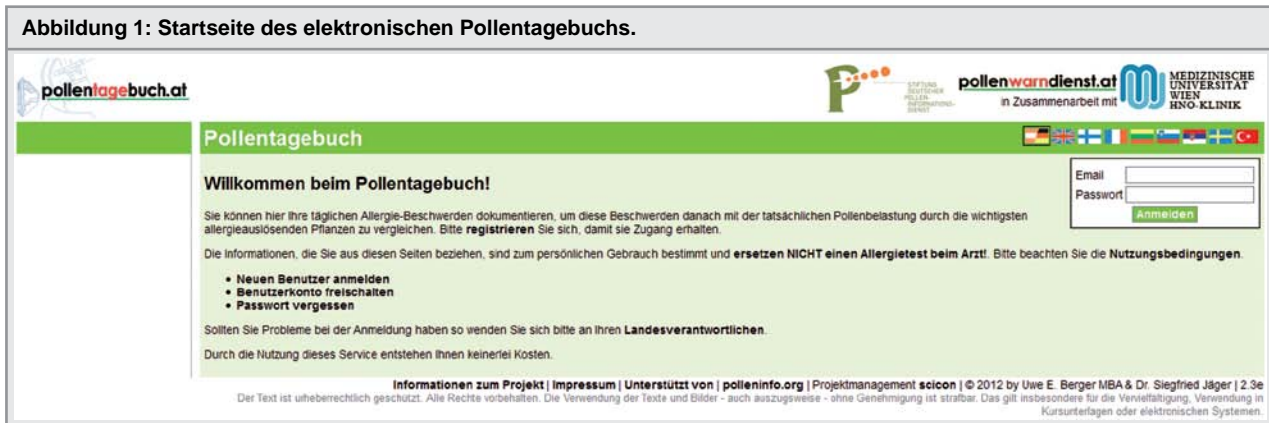 Abbildung 1: Startseite des elektronischen Pollentagebuchs.
pollentagebuch.at
P
STIFTUNG
DEUTSCHER
POLLEN-
INFORMATIONS-
DIENST
pollenwarndienst.at
in Zusammenarbeit mit
MEDIZINISCHE
UNIVERSITÄT
WIEN
HNO-KLINIK
Pollentagebuch
Willkommen beim Pollentagebuch!
Email
Passwort
Anmelden
Sie können hier Ihre täglichen Allergie-Beschwerden dokumentieren, um diese Beschwerden danach mit der tatsächlichen Pollenbelastung durch die wichtigsten
allergieauslösenden Pflanzen zu vergleichen. Bitte registrieren Sie sich, damit sie Zugang erhalten.
Die Informationen, die Sie aus diesen Seiten beziehen, sind zum persönlichen Gebrauch bestimmt und ersetzen NICHT einen Allergietest beim Arzt!. Bitte beachten Sie die Nutzungsbedingungen.
• Neuen Benutzer anmelden
• Benutzerkonto freischalten
• Passwort vergessen
Sollten Sie Probleme bei der Anmeldung haben so wenden Sie sich bitte an Ihren Landesverantwortlichen.
Durch die Nutzung dieses Service entstehen Ihnen keinerlei Kosten.
Informationen zum Projekt | Impressum | Unterstützt von | polleninfo.org | Projektmanagement scicon | © 2012 by Uwe E. Berger MBA & Dr. Siegfried Jäger | 2.3e
Der Text ist urheberrechtlich geschützt. Alle Rechte vorbehalten. Die Verwendung der Texte und Bilder - auch auszugsweise - ohne Genehmigung ist strafbar. Das gilt insbesondere für die Vervielfältigung, Verwendung in
Kursunterlagen oder elektronischen Systemen.